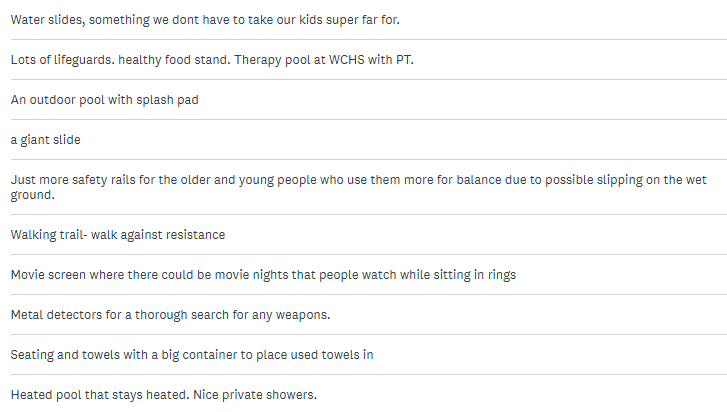 Water slides, something we dont have to take our kids super far for.
Lots of lifeguards. healthy food stand. Therapy pool at WCHS with PT.
An outdoor pool with splash pad
a giant slide
Just more safety rails for the older and young people who use them more for balance due to possible slipping on the wet
ground.
Walking trail- walk against resistance
Movie screen where there could be movie nights that people watch while sitting in rings
Metal detectors for a thorough search for any weapons.
Seating and towels with a big container to place used towels in
Heated pool that stays heated. Nice private showers.